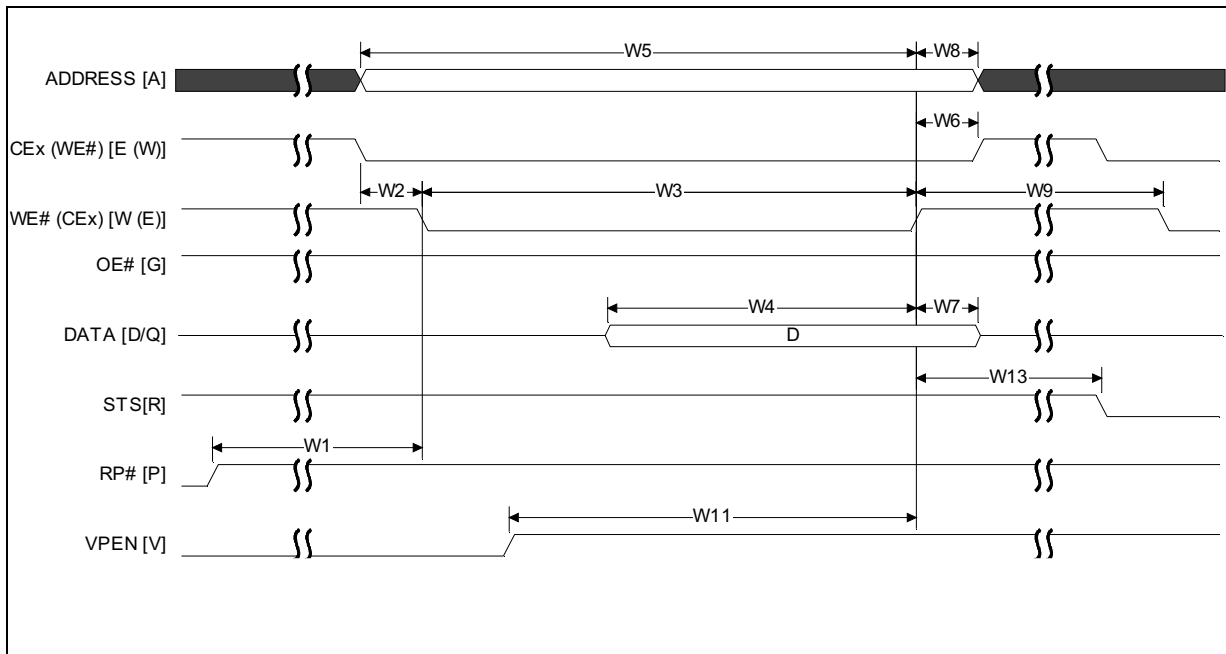 W5
W8
ADDRESS [A]
W6
CEx (WE#) [E (W)]
W2
W3
W9
WE# (CEx) [W (E)]
OE# [G]
W4
W7
DATA [D/Q]
D
W13
STS[R]
W1
RP# [P]
W11
VPEN [V]